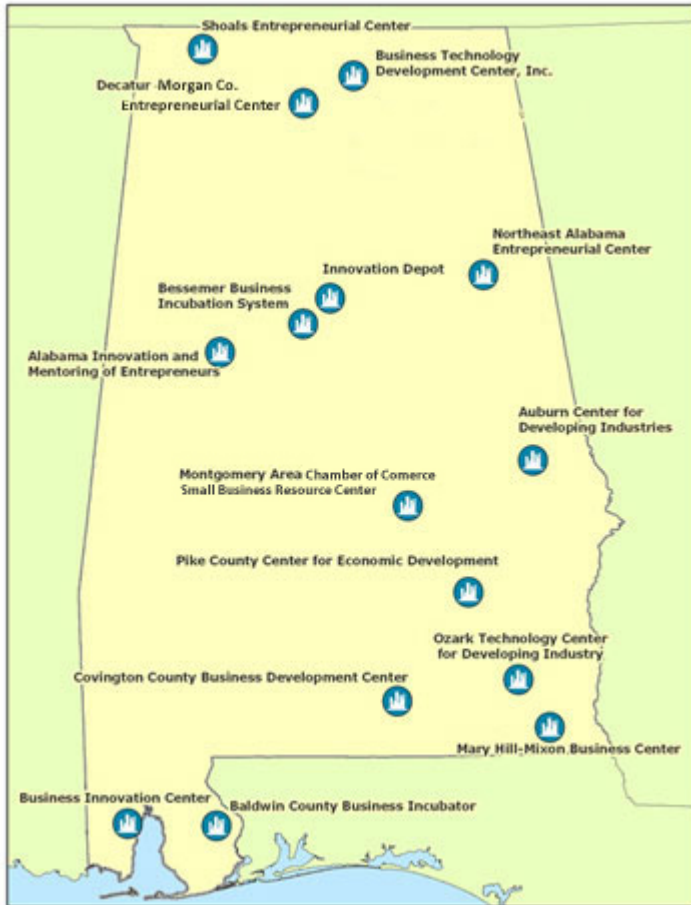 Shoals Entrepreneurial Center
Business Technology
Development Center, Inc.
Decatur -Morgan Co.
Entrepreneurial Center
Northeast Alabama
Entrepreneurial Center
Innovation Depot
Bessemer Business
Incubation System
Alabama Innovation and
Mentoring of Entrepreneurs
Auburn Center for
Developing Industries
Montgomery Area Chamber of Comerce
Small Business Resource Center
Pike County Center for Economic Development
Ozark Technology Center
for Developing Industry
Covington County Business Development Center
Mary Hill-Mixon Business Center
Business Innovation Center
Baldwin County Business Incubator